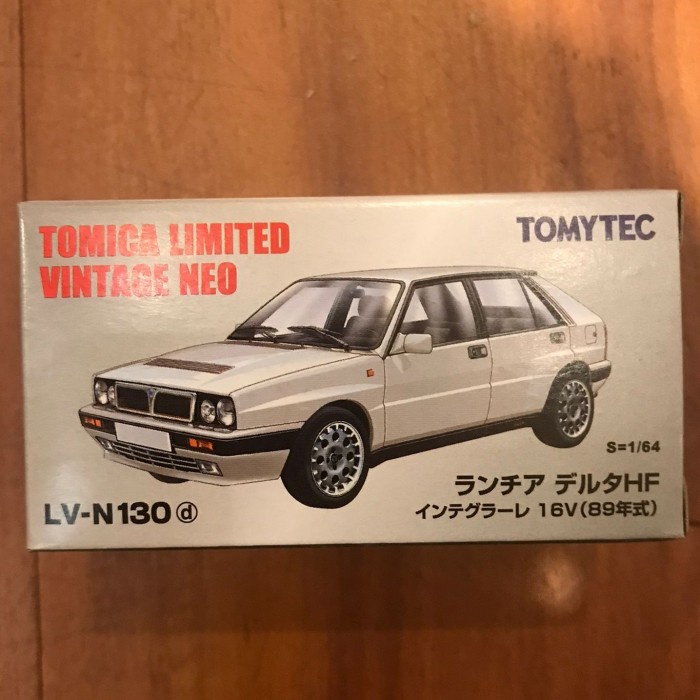 TOMICA LIMITED
VINTAGE NEO
TOMYTEC
S=1/64
ランチア デルタHF
インテグラーレ 16V(89年式)
LV-N130 ⓓ